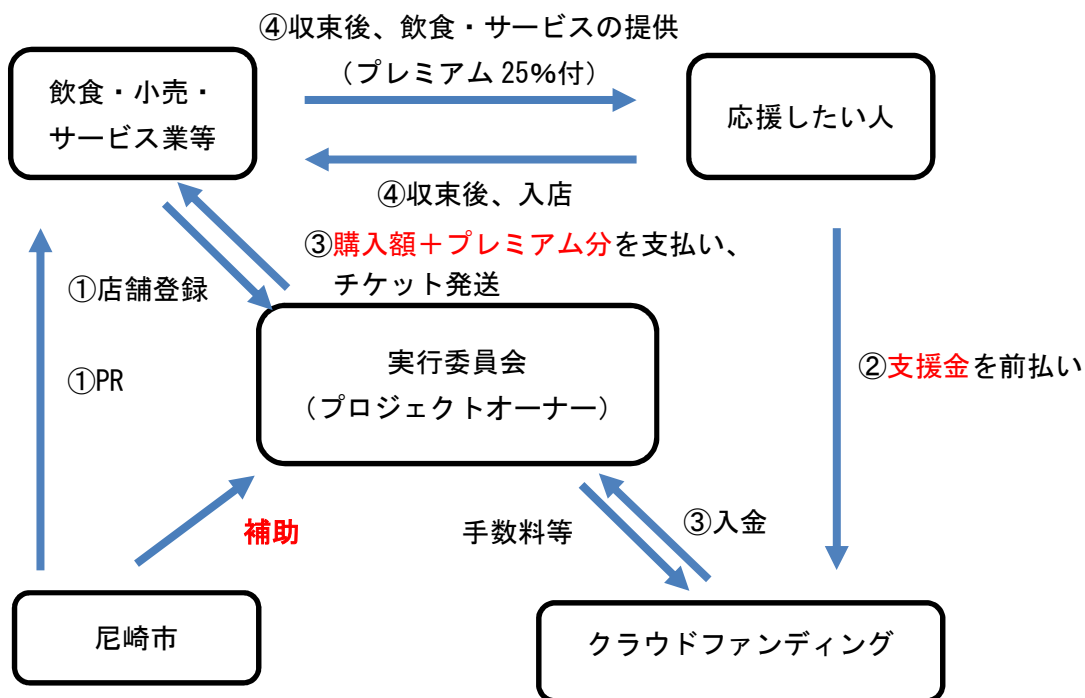 ④収束後、飲食・サービスの提供
（プレミアム 25%付）
飲食・小売・
サービス業等
応援したい人
④収束後、入店
③購入額＋プレミアム分を支払い、
チケット発送
①店舗登録
①PR
実行委員会
（プロジェクトオーナー）
②支援金を前払い
補助
手数料等
③入金
尼崎市
クラウドファンディング